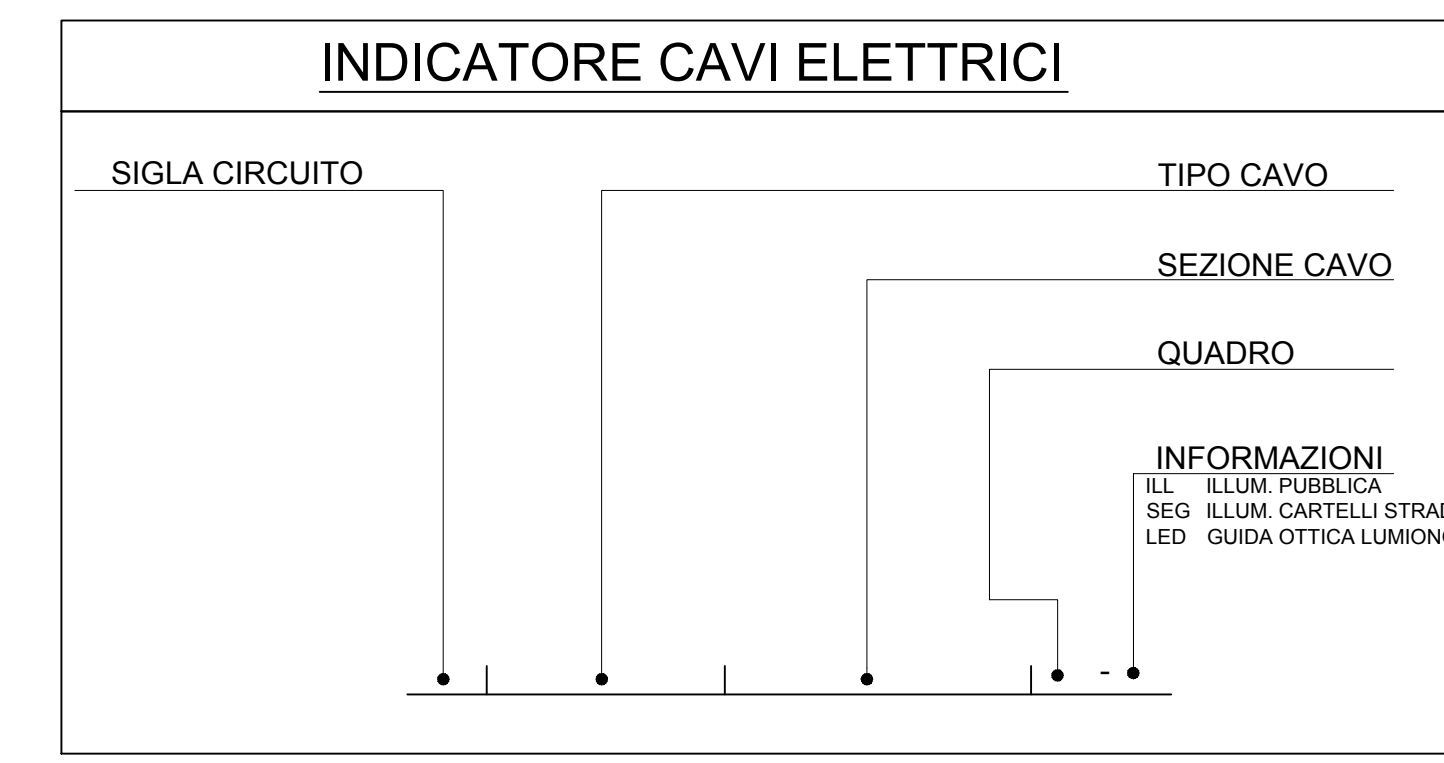 INDICATORE CAVI ELETTRICI
SIGLA CIRCUITO
TIPO CAVO
SEZIONE CAVO
QUADRO
INFORMAZIONI
ILL ILLUM. PUBBLICA
SEG ILLUM. CARTELLI
LED GUIDA OTTICA
-